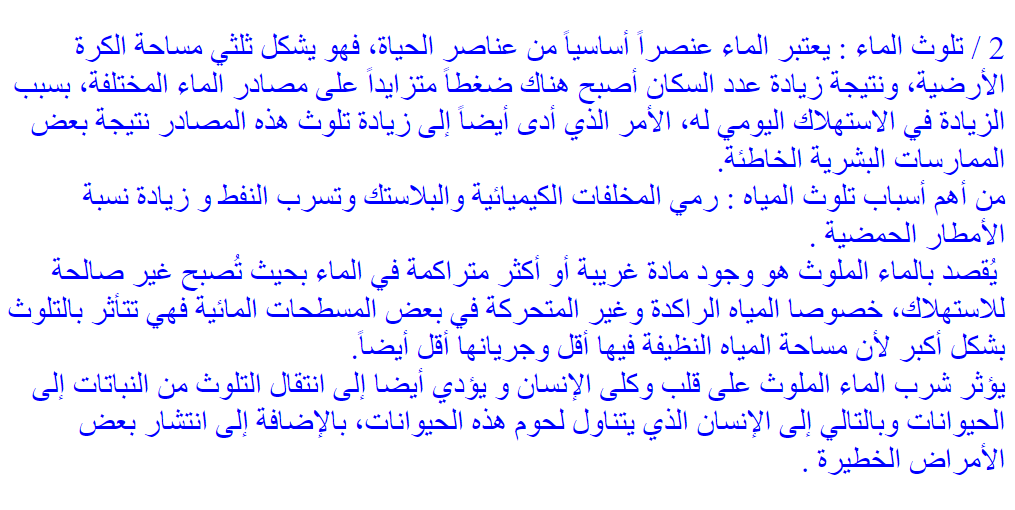 2 / تلوث الماء : يعتبر الماء عنصراً أساسياً من عناصر الحياة، فهو يشكل ثلثي مساحة الكرة
الأرضية، ونتيجة زيادة عدد السكان أصبح هناك ضغطاً متزايداً على مصادر الماء المختلفة، بسبب
الزيادة في الاستهلاك اليومي له، الأمر الذي أدى أيضاً إلى زيادة تلوث هذه المصادر نتيجة بعض
الممارسات البشرية الخاطئة.
من أهم أسباب تلوث المياه : رمي المخلفات الكيميائية والبلاستك وتسرب النفط و زيادة نسبة
الأمطار الحمضية .
يُقصد بالماء الملوث هو وجود مادة غريبة أو أكثر متراكمة في الماء بحيث تُصبح غير صالحة
للاستهلاك، خصوصا المياه الراكدة وغير المتحركة في بعض المسطحات المائية فهي تتأثر بالتلوث
بشكل أكبر لأن مساحة المياه النظيفة فيها أقل وجريانها أقل أيضاً.
يؤثر شرب الماء الملوث على قلب وكلى الإنسان و يؤدي أيضا إلى انتقال التلوث من النباتات إلى
الحيوانات وبالتالي إلى الإنسان الذي يتناول لحوم هذه الحيوانات، بالإضافة إلى انتشار بعض
الأمراض الخطيرة .